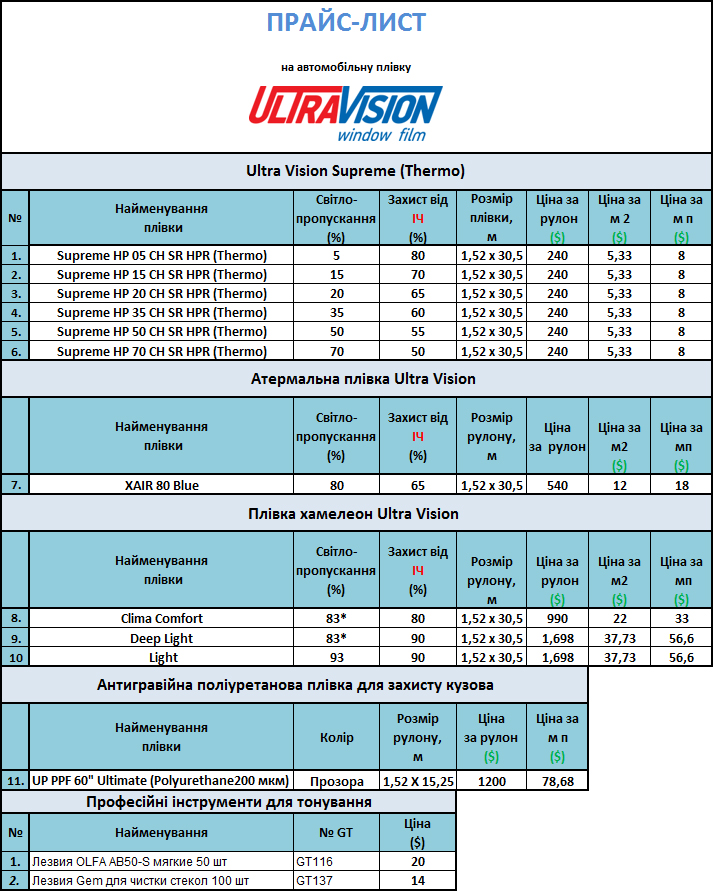 ПРАЙС-ЛИСТ
на автомобільну плівку
ULTRAVISION
window film
Ultra Vision Supreme (Thermo)
№ Найменування плівки Світло-пропускання (%) Захист від ІЧ (%) Розмір плівки, м Ціна за рулон ($) Ціна за м 2 ($) Ціна за м п ($)
1. Supreme HP 05 CH SR HPR (Thermo) 5 80 1,52 x 30,5 240 5,33 8
2. Supreme HP 15 CH SR HPR (Thermo) 15 70 1,52 x 30,5 240 5,33 8
3. Supreme HP 20 CH SR HPR (Thermo) 20 65 1,52 x 30,5 240 5,33 8
4. Supreme HP 35 CH SR HPR (Thermo) 35 60 1,52 x 30,5 240 5,33 8
5. Supreme HP 50 CH SR HPR (Thermo) 50 55 1,52 x 30,5 240 5,33 8
6. Supreme HP 70 CH SR HPR (Thermo) 70 50 1,52 x 30,5 240 5,33 8
Атермальна плівка Ultra Vision
Найменування плівки Світло-пропускання (%) Захист від ІЧ (%) Розмір рулону, м Ціна за рулон Ціна за м2 ($) Ціна за мп ($)
7. XAIR 80 Blue 80 65 1,52 x 30,5 540 12 18
Плівка хамелеон Ultra Vision
Найменування плівки Світло-пропускання (%) Захист від ІЧ (%) Розмір рулону, м Ціна за рулон ($) Ціна за м2 ($) Ціна за мп ($)
8. Clima Comfort 83* 80 1,52 x 30,5 990 22 33
9. Deep Light 83* 90 1,52 x 30,5 1,698 37,73 56,6
10 Light 93 90 1,52 x 30,5 1,698 37,73 56,6
Антигравійна поліуретанова плівка для захисту кузова
Найменування плівки Колір Розмір рулону, м Ціна за рулон ($) Ціна за м п ($)
11. UP PPF 60" Ultimate (Polyurethane200 мкм) Прозора 1,52 X 15,25 1200 78,68
Професійні інструменти для тонування
№ Найменування № GT Ціна ($)
1. Лезвия OLFA AB50-S мягкие 50 шт GT116 20
2. Лезвия Gem для чистки стекол 100 шт GT137 14